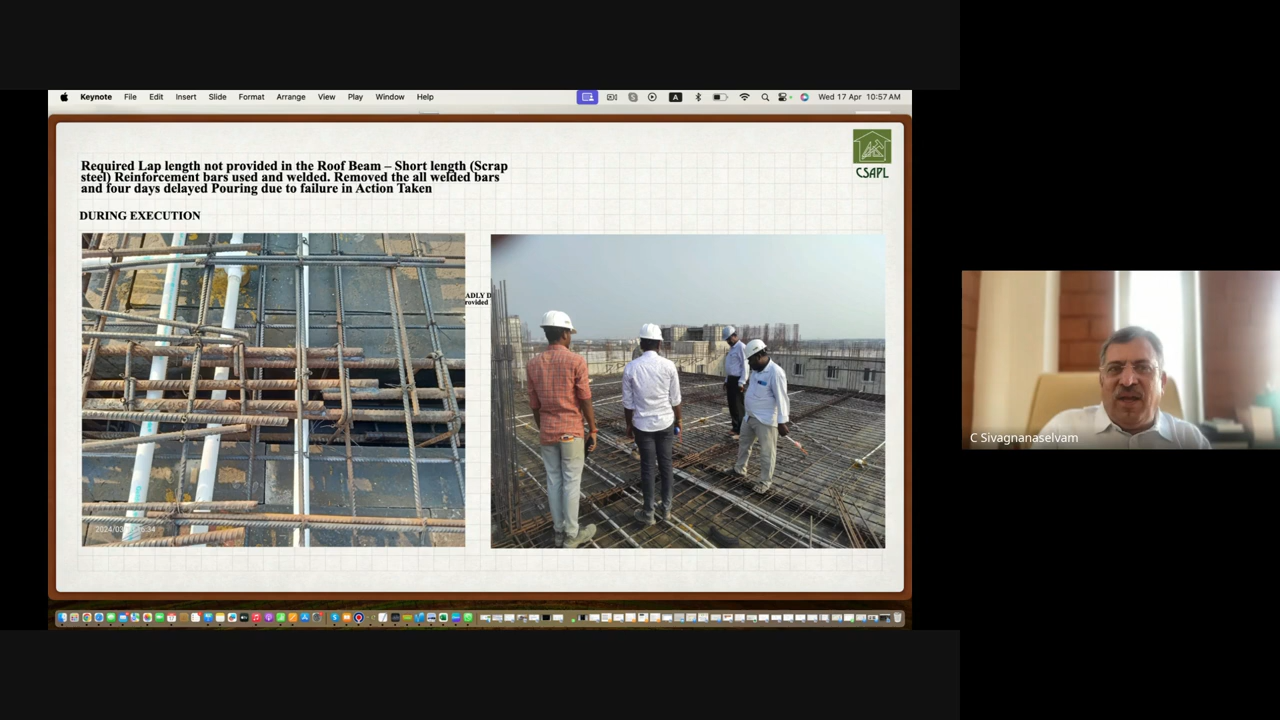 Keynote File Edit Insert Slide Format Arrange View Play Window Help A Wed 17 Apr 10:57 AM
Required Lap length not provided in the Roof Beam – Short length (Scrap
steel) Reinforcement bars used and welded. Removed the all welded bars
and four days delayed Pouring due to failure in Action Taken
CSAPL
DURING EXECUTION
ADLY D
rovided
C Sivagnanaselvam